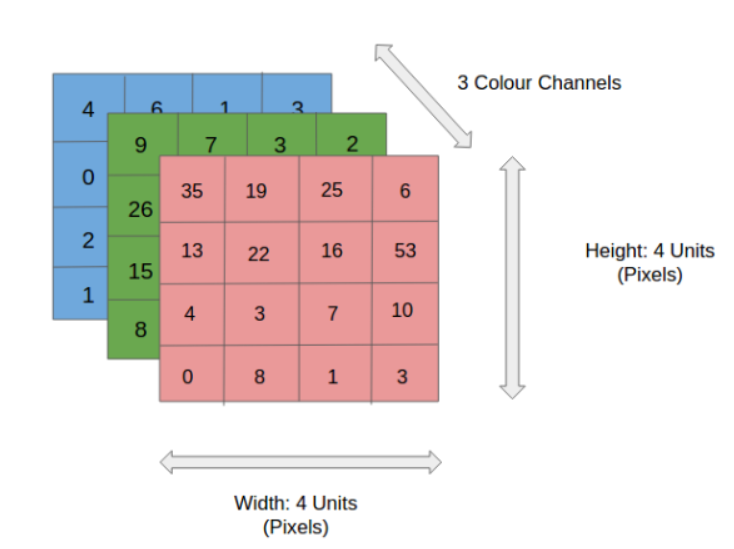 3 Colour Channels
4 6 1 3
9 7 3 2
0
35 19 25 6
26
2
13 22 16 53
15
1
4 3 7 10
8
0 8 1 3
Height: 4 Units
(Pixels)
Width: 4 Units
(Pixels)